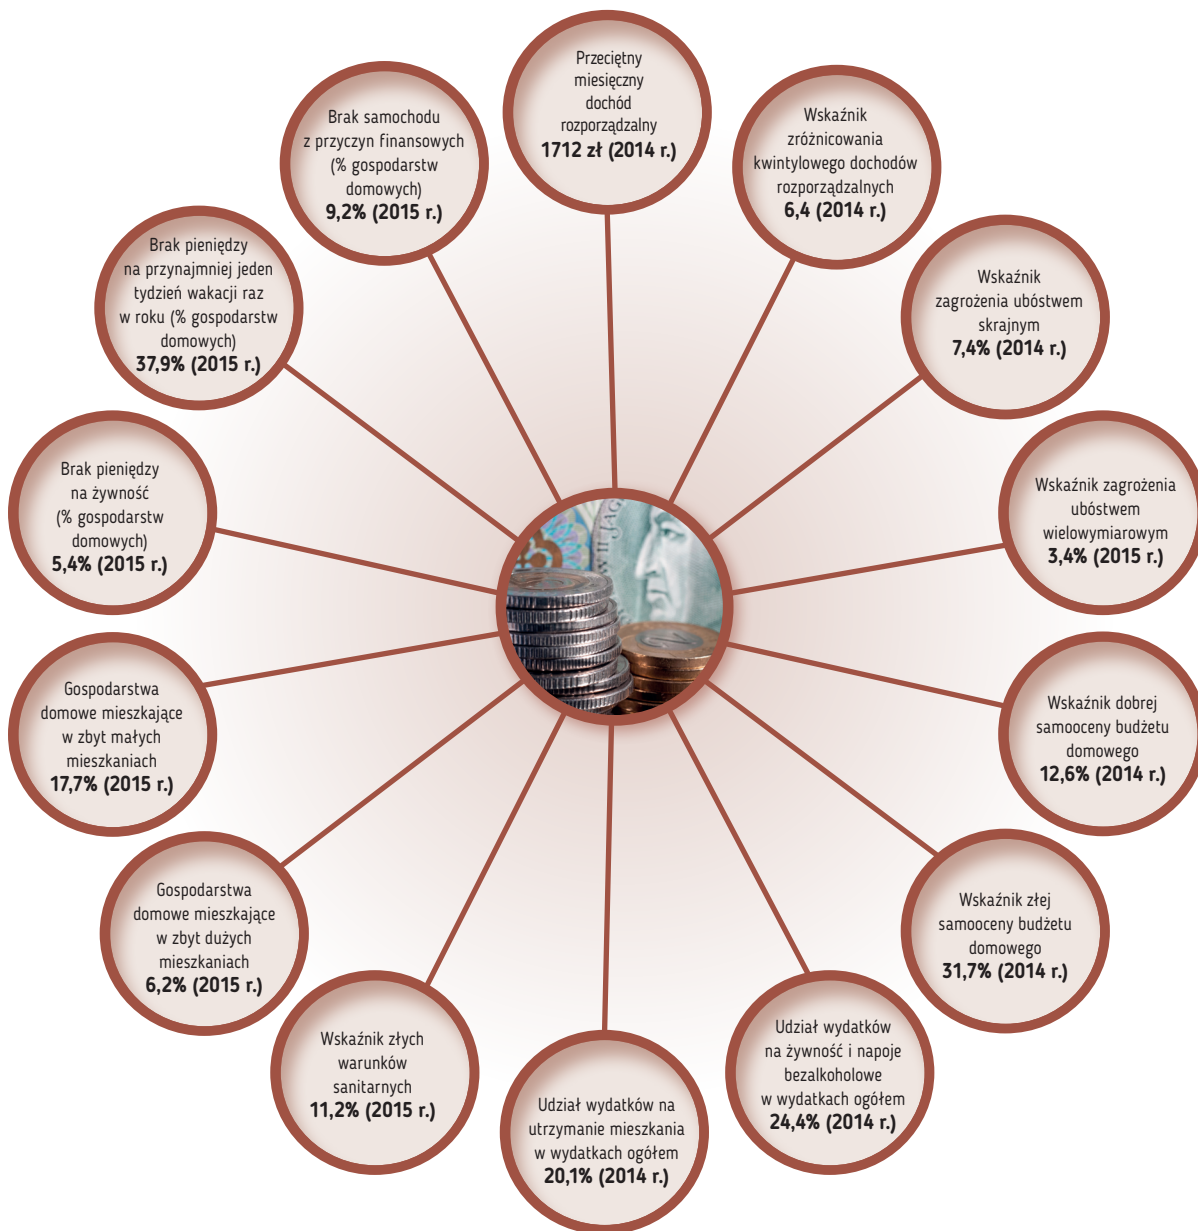 Przeciętny
miesięczny
dochód
rozporządzalny
1712 zł (2014 r.)
Wskaźnik
zróżnicowania
kwintylowego dochodów
rozporządzalnych
6,4 (2014 r.)
Wskaźnik
zagrożenia ubóstwem
skrajnym
7,4% (2014 r.)
Wskaźnik zagrożenia
ubóstwem
wielowymiarowym
3,4% (2015 r.)
Wskaźnik dobrej
samooceny budżetu
domowego
12,6% (2014 r.)
Wskaźnik złej
samooceny budżetu
domowego
31,7% (2014 r.)
Udział wydatków
na żywność i napoje
bezalkoholowe
w wydatkach ogółem
24,4% (2014 r.)
Udział wydatków na
utrzymanie mieszkania
w wydatkach ogółem
20,1% (2014 r.)
Wskaźnik złych
warunków
sanitarnych
11,2% (2015 r.)
Gospodarstwa
domowe mieszkające
w zbyt dużych
mieszkaniach
6,2% (2015 r.)
Gospodarstwa
domowe mieszkające
w zbyt małych
mieszkaniach
17,7% (2015 r.)
Brak pieniędzy
na żywność
(% gospodarstw
domowych)
5,4% (2015 r.)
Brak pieniędzy
na przynajmniej jeden
tydzień wakacji raz
w roku (% gospodarstw
domowych)
37,9% (2015 r.)
Brak samochodu
z przyczyn finansowych
(% gospodarstw
domowych)
9,2% (2015 r.)
II JAG